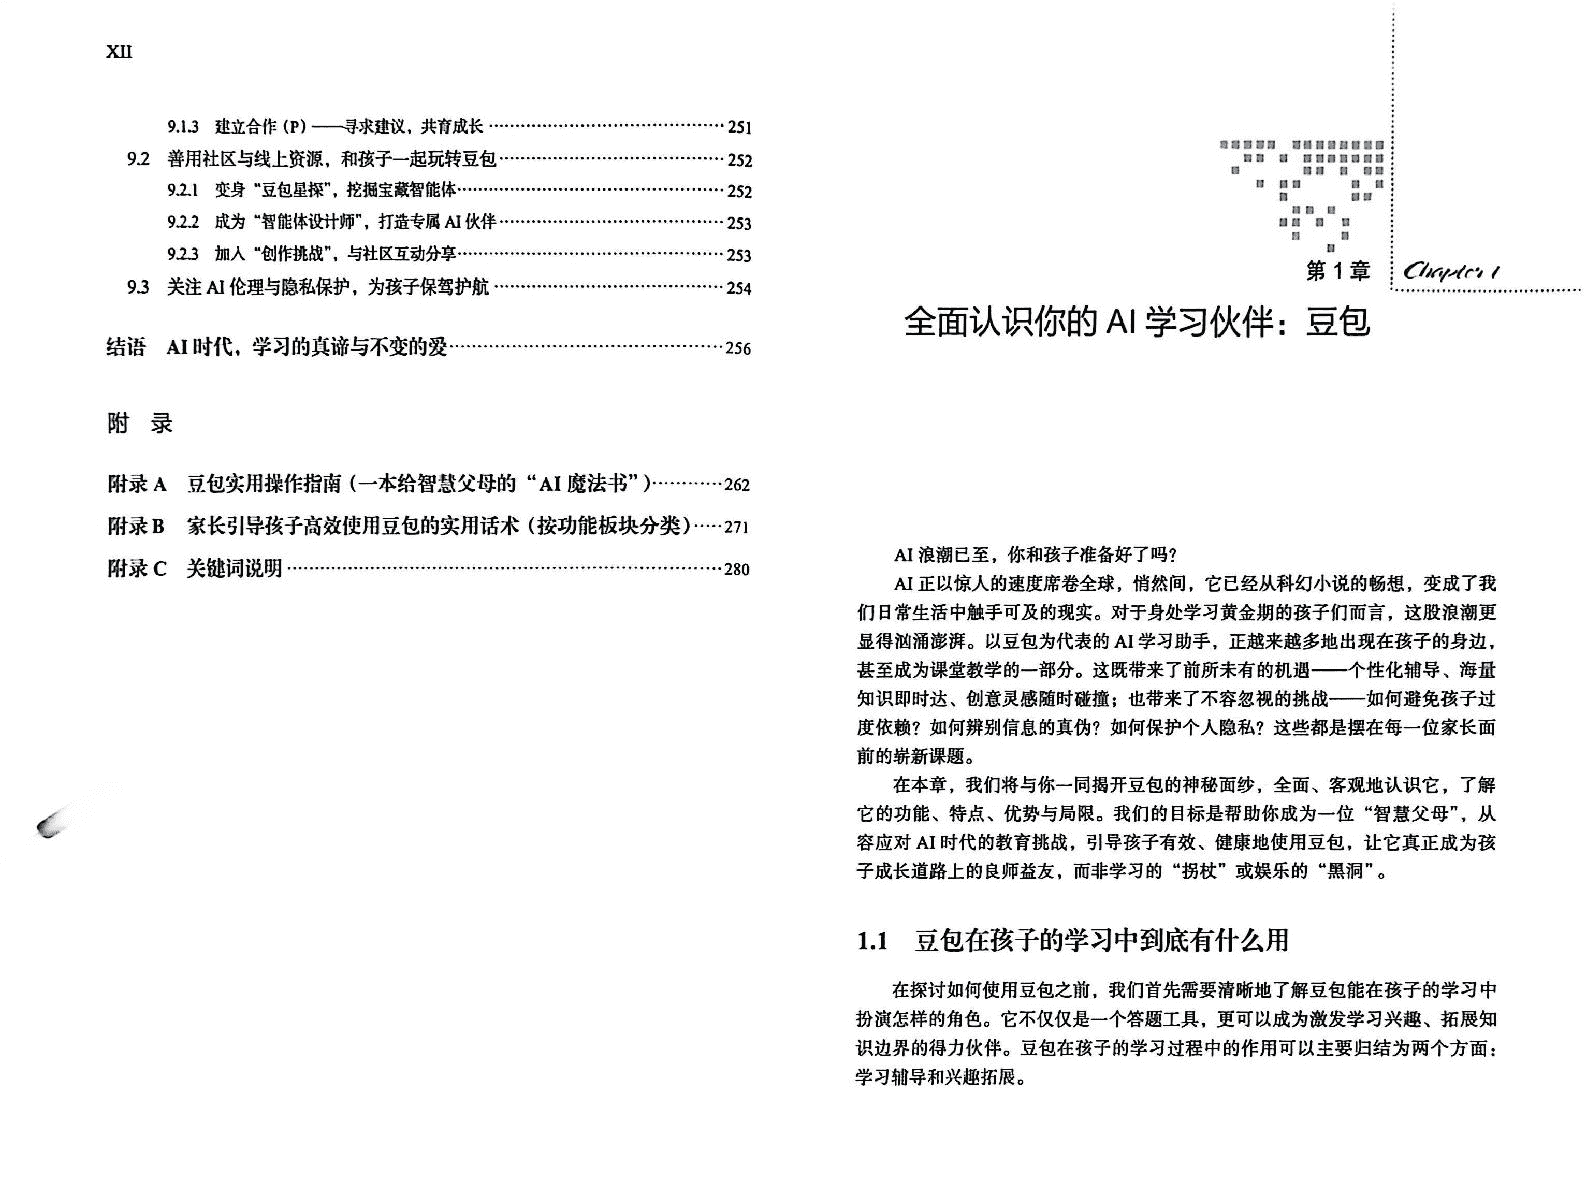 XII
9.1.3 建立合作（P）——寻求建议，共育成长 251
9.2 善用社区与线上资源，和孩子一起玩转豆包 252
9.2.1 变身“豆包星探”，挖掘宝藏智能体 252
9.2.2 成为“智能体设计师”，打造专属 AI 伙伴 253
9.2.3 加入“创作挑战”，与社区互动分享 253
9.3 关注 AI 伦理与隐私保护，为孩子保驾护航 254
结语 AI 时代，学习的真谛与不变的爱 256
附 录
附录 A 豆包实用操作指南（一本给智慧父母的“AI 魔法书”） 262
附录 B 家长引导孩子高效使用豆包的实用话术（按功能板块分类） 271
附录 C 关键词说明 280
第 1 章 Chapter 1
全面认识你的 AI 学习伙伴：豆包
AI 浪潮已至，你和孩子准备好了吗？
AI 正以惊人的速度席卷全球，悄然间，它已经从科幻小说的畅想，变成了我
们日常生活中触手可及的现实。对于身处学习黄金期的孩子们而言，这股浪潮更
显得汹涌澎湃。以豆包为代表的 AI 学习助手，正越来越多地出现在孩子的身边，
甚至成为课堂教学的一部分。这既带来了前所未有的机遇——个性化辅导、海量
知识即时达、创意灵感随时碰撞；也带来了不容忽视的挑战——如何避免孩子过
度依赖？如何辨别信息的真伪？如何保护个人隐私？这些都是摆在每一位家长面
前的崭新课题。
在本章，我们将与你一同揭开豆包的神秘面纱，全面、客观地认识它，了解
它的功能、特点、优势与局限。我们的目标是帮助你成为一位“智慧父母”，从
容应对 AI 时代的教育挑战，引导孩子有效、健康地使用豆包，让它真正成为孩
子成长道路上的良师益友，而非学习的“拐杖”或娱乐的“黑洞”。
1.1 豆包在孩子的学习中到底有什么用
在探讨如何使用豆包之前，我们首先需要清晰地了解豆包能在孩子的学习中
扮演怎样的角色。它不仅仅是一个答题工具，更可以成为激发学习兴趣、拓展知
识边界的得力伙伴。豆包在孩子的学习过程中的作用可以主要归结为两个方面：
学习辅导和兴趣拓展。